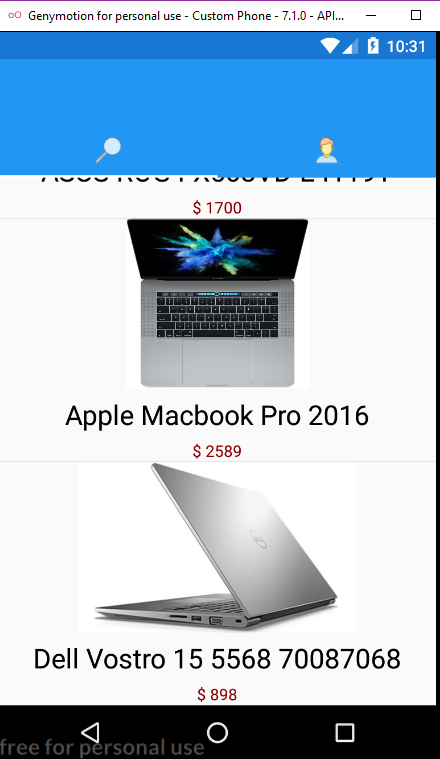 Genymotion for personal use - Custom Phone - 7.1.0 - API...
10:31
$ 1700
Apple Macbook Pro 2016
$ 2589
Dell Vostro 15 5568 70087068
$ 898
free for personal use